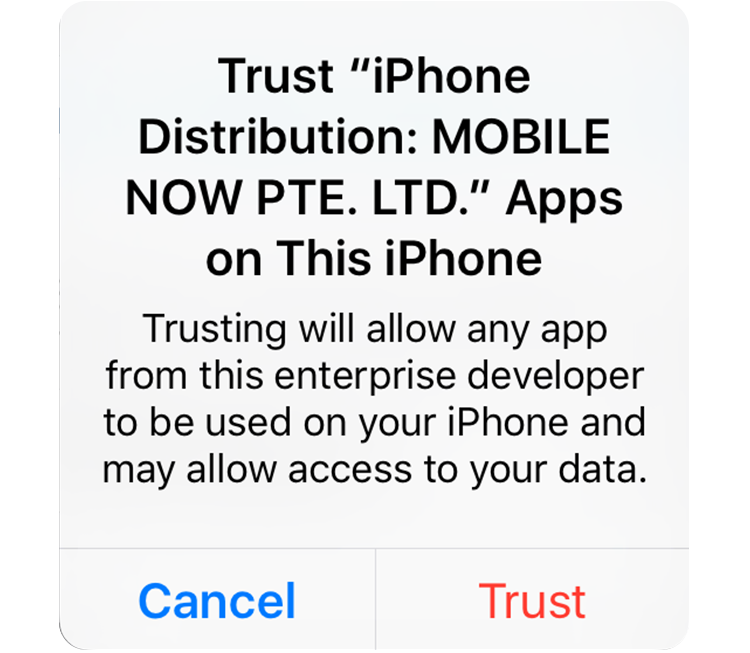 Trust “iPhone
Distribution: MOBILE
NOW PTE. LTD.” Apps
on This iPhone
Trusting will allow any app
from this enterprise developer
to be used on your iPhone and
may allow access to your data.
Cancel
Trust